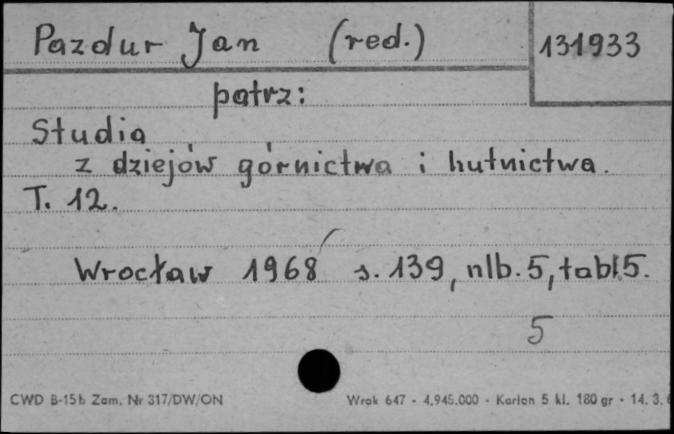 Pazdur Jan (red.) 131933
patrz:
Studia
z dziejów górnictwa i hutnictwa.
T. 12.
Wrocław 1968 s. 139, nlb. 5, tabl 5.
5
CWD B-15b Zam. Nr 317/DW/ON Wrak 647 - 4.945.000 - Karton 5 kl. 180 gr - 14. 3.